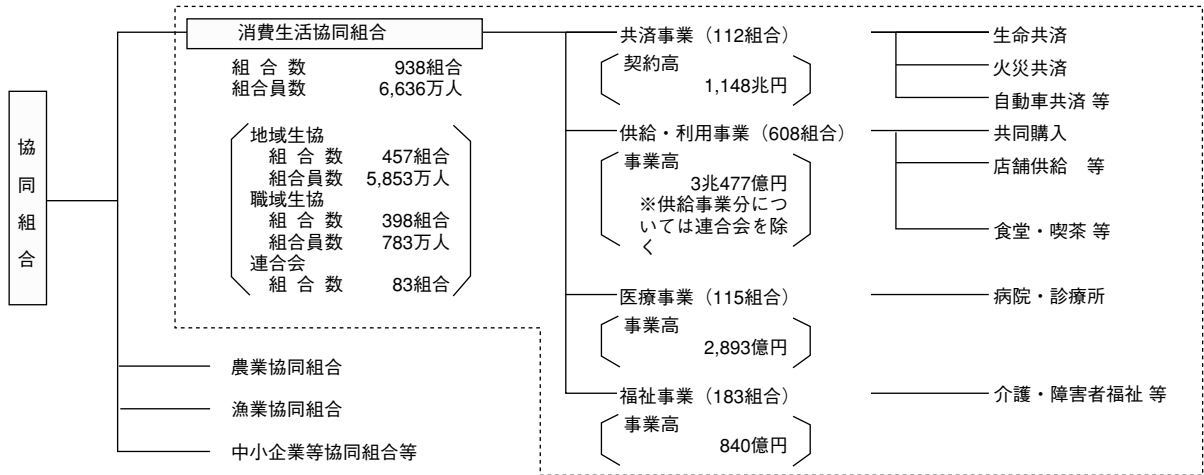 協同組合
消費生活協同組合
組合数 938組合
組合員数 6,636万人
地域生協
組合数 457組合
組合員数 5,853万人
職域生協
組合数 398組合
組合員数 783万人
連合会
組合数 83組合
農業協同組合
漁業協同組合
中小企業等協同組合等
共済事業（112組合）
契約高
1,148兆円
生命共済
火災共済
自動車共済 等
供給・利用事業（608組合）
事業高
3兆477億円
※供給事業分につ
いては連合会を除
く
共同購入
店舗供給　等
食堂・喫茶 等
医療事業（115組合）
事業高
2,893億円
病院・診療所
福祉事業（183組合）
事業高
840億円
介護・障害者福祉 等